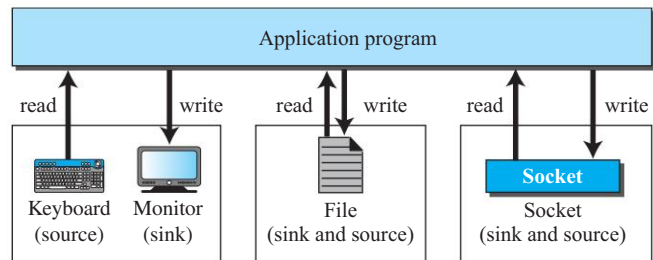 Application program
read
write
read
write
read
write
Socket
Keyboard
(source)
Monitor
(sink)
File
(sink and source)
Socket
(sink and source)